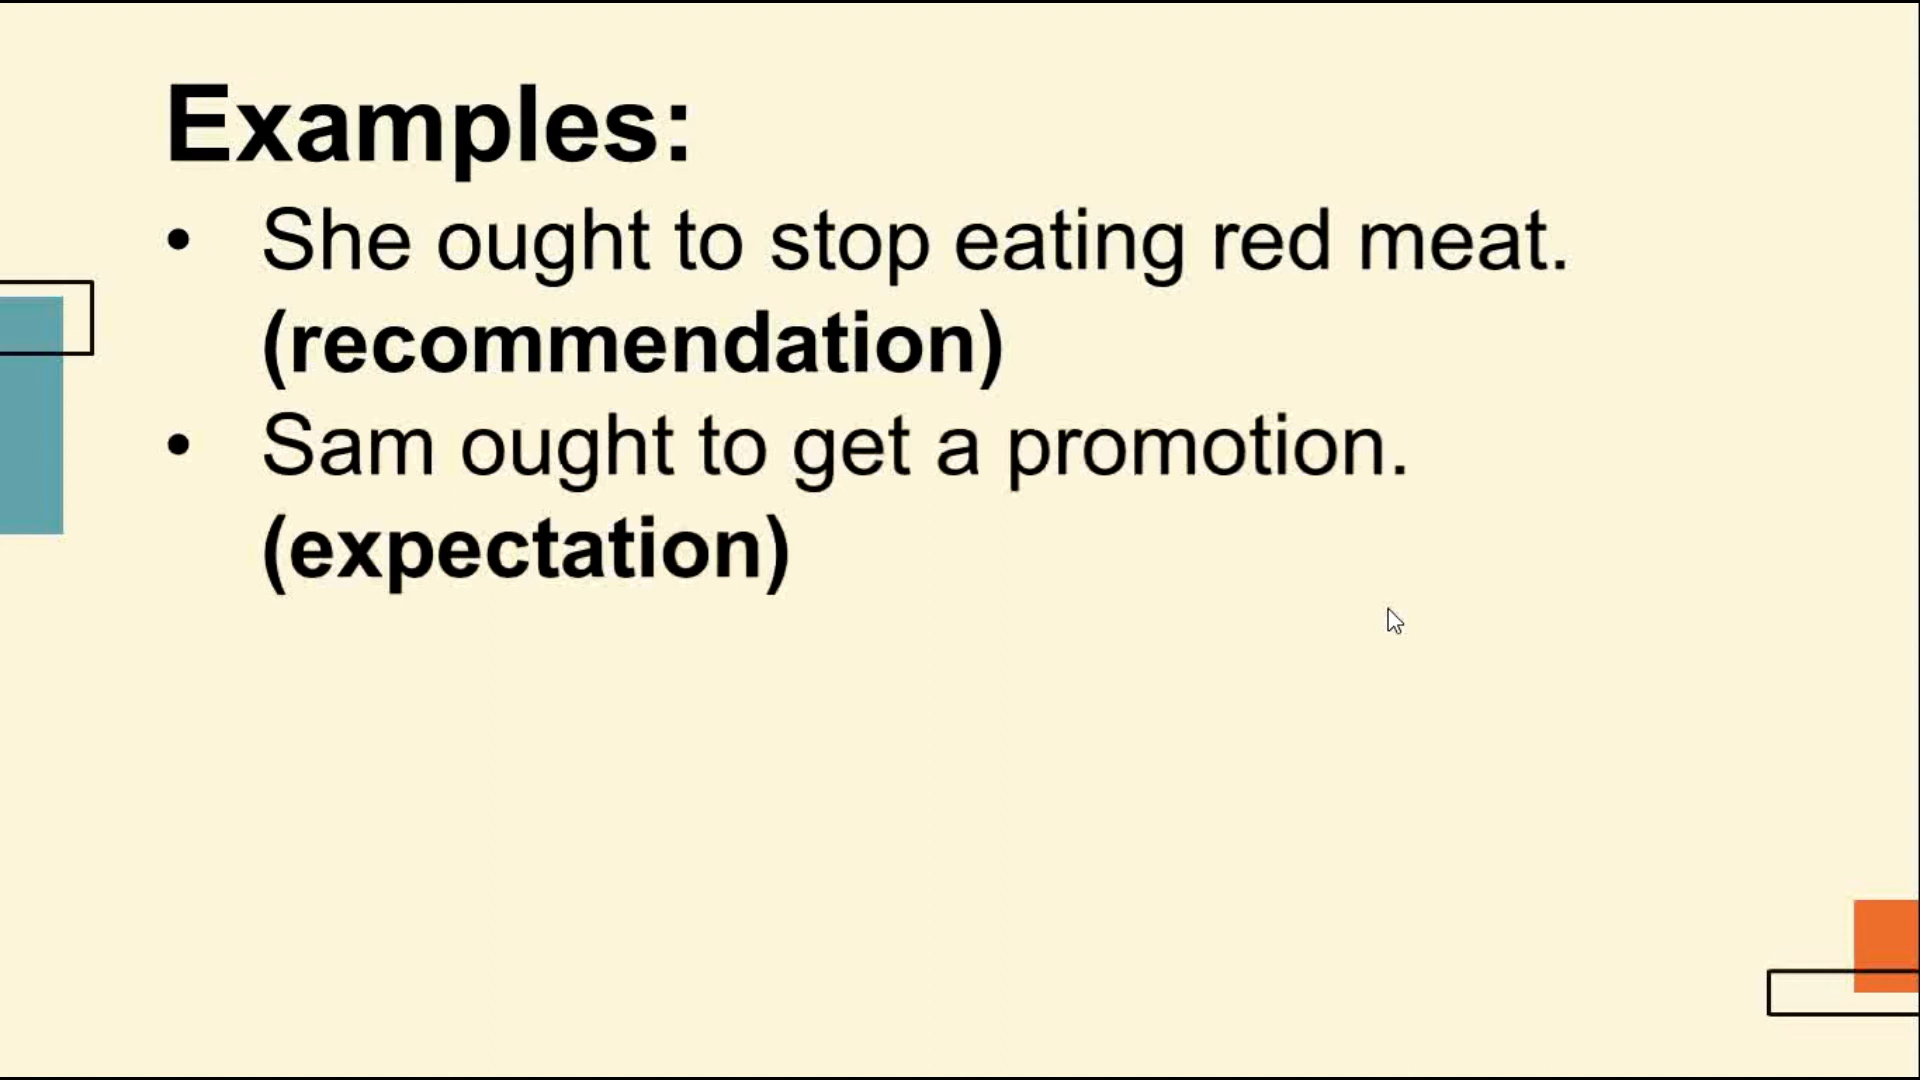 Examples:
• She ought to stop eating red meat.
(recommendation)
• Sam ought to get a promotion.
(expectation)